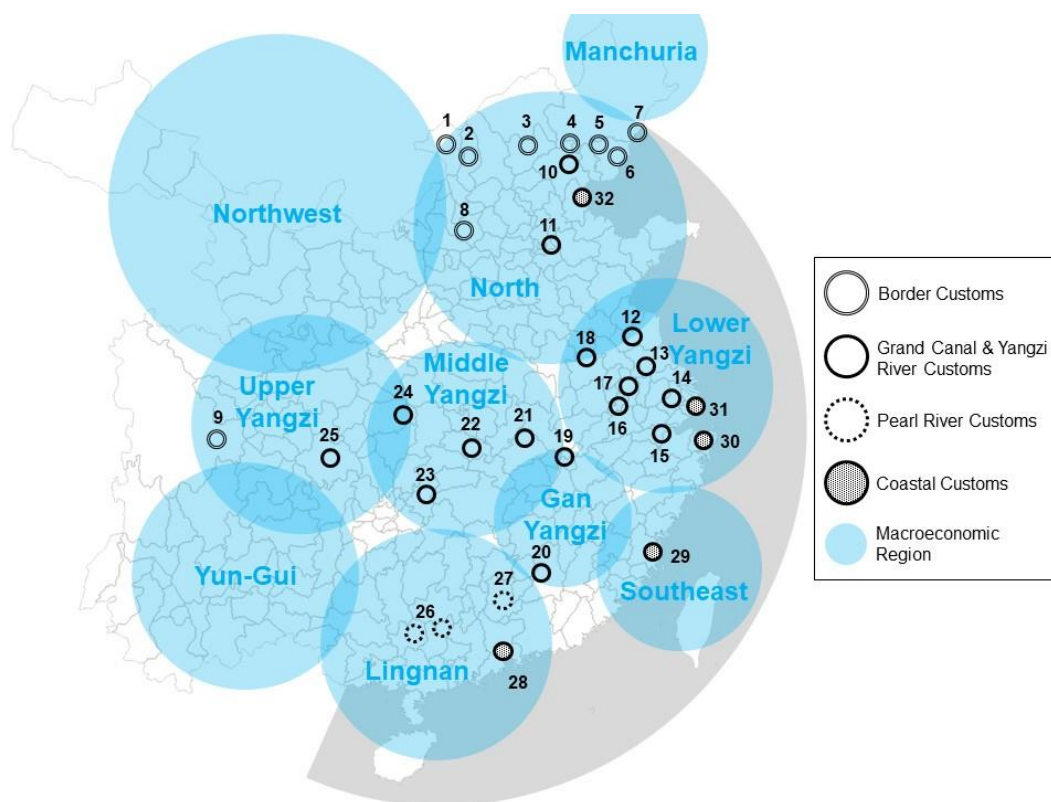 Manchuria
1
2
3
4
5
7
10
6
32
8
11
Northwest
North
12
Lower
Yangzi
18
13
17
14
16
31
15
30
Middle
Yangzi
Upper
Yangzi
24
9
25
22
21
19
23
Gan
Yangzi
20
29
Southeast
Yun-Gui
27
26
Lingnan
28
Border Customs
Grand Canal & Yangzi
River Customs
Pearl River Customs
Coastal Customs
Macroeconomic
Region